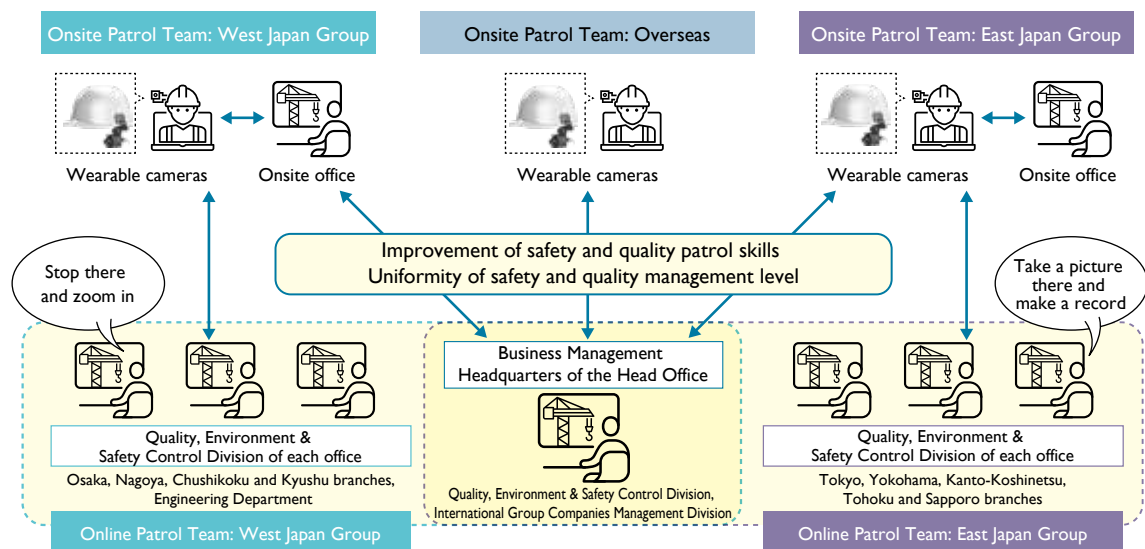 Onsite Patrol Team: West Japan Group
Onsite Patrol Team: Overseas
Onsite Patrol Team: East Japan Group
Wearable cameras
Onsite office
Wearable cameras
Wearable cameras
Onsite office
Improvement of safety and quality patrol skills
Uniformity of safety and quality management level
Stop there
and zoom in
Take a picture
there and
make a record
Business Management
Headquarters of the Head Office
Quality, Environment &
Safety Control Division of each office
Osaka, Nagoya, Chushikoku and Kyushu branches,
Engineering Department
Quality, Environment & Safety Control Division,
International Group Companies Management Division
Quality, Environment &
Safety Control Division of each office
Tokyo, Yokohama, Kanto-Koshinetsu,
Tohoku and Sapporo branches
Online Patrol Team: West Japan Group
Online Patrol Team: East Japan Group